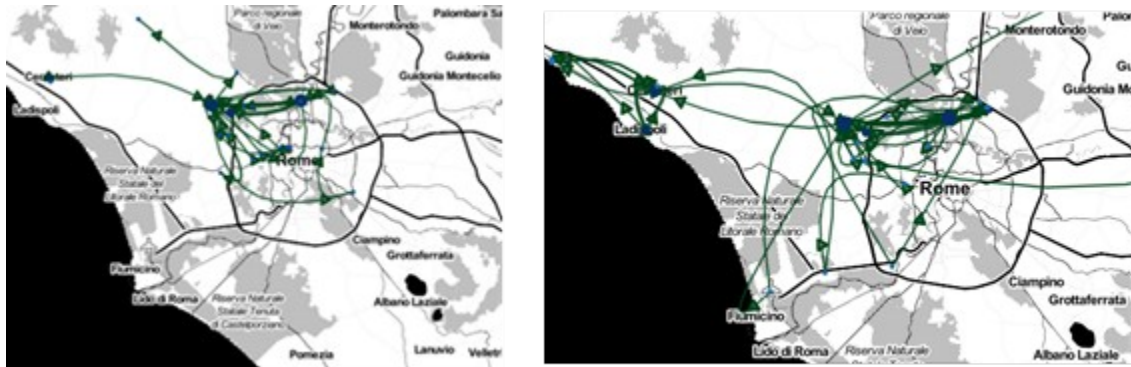 Parco regionale
di Veio
Monterotondo
Palombara Sa
Guidonia
Guidonia Montecelio
Cerveteri
Ladispoli
Rome
Riserva Naturale
Statale del
Litorale Romano
Ciampino
Grottaferrata
Fiumicino
Lido di Roma
Riserva Naturale
Statale Tenuta
di Castelporziano
Albano Laziale
Pomezia
Lanuvio
Velletr
Parco regionale
di Veio
Monterotondo
Gu
Guidonia M
Ladispoli
Rome
Riserva Naturale
Statale del
Litorale Romano
Ciampino
Grottaferrata
Fiumicino
Lido di Roma
Riserva Naturale
Statale Tenuta
Albano Laziale